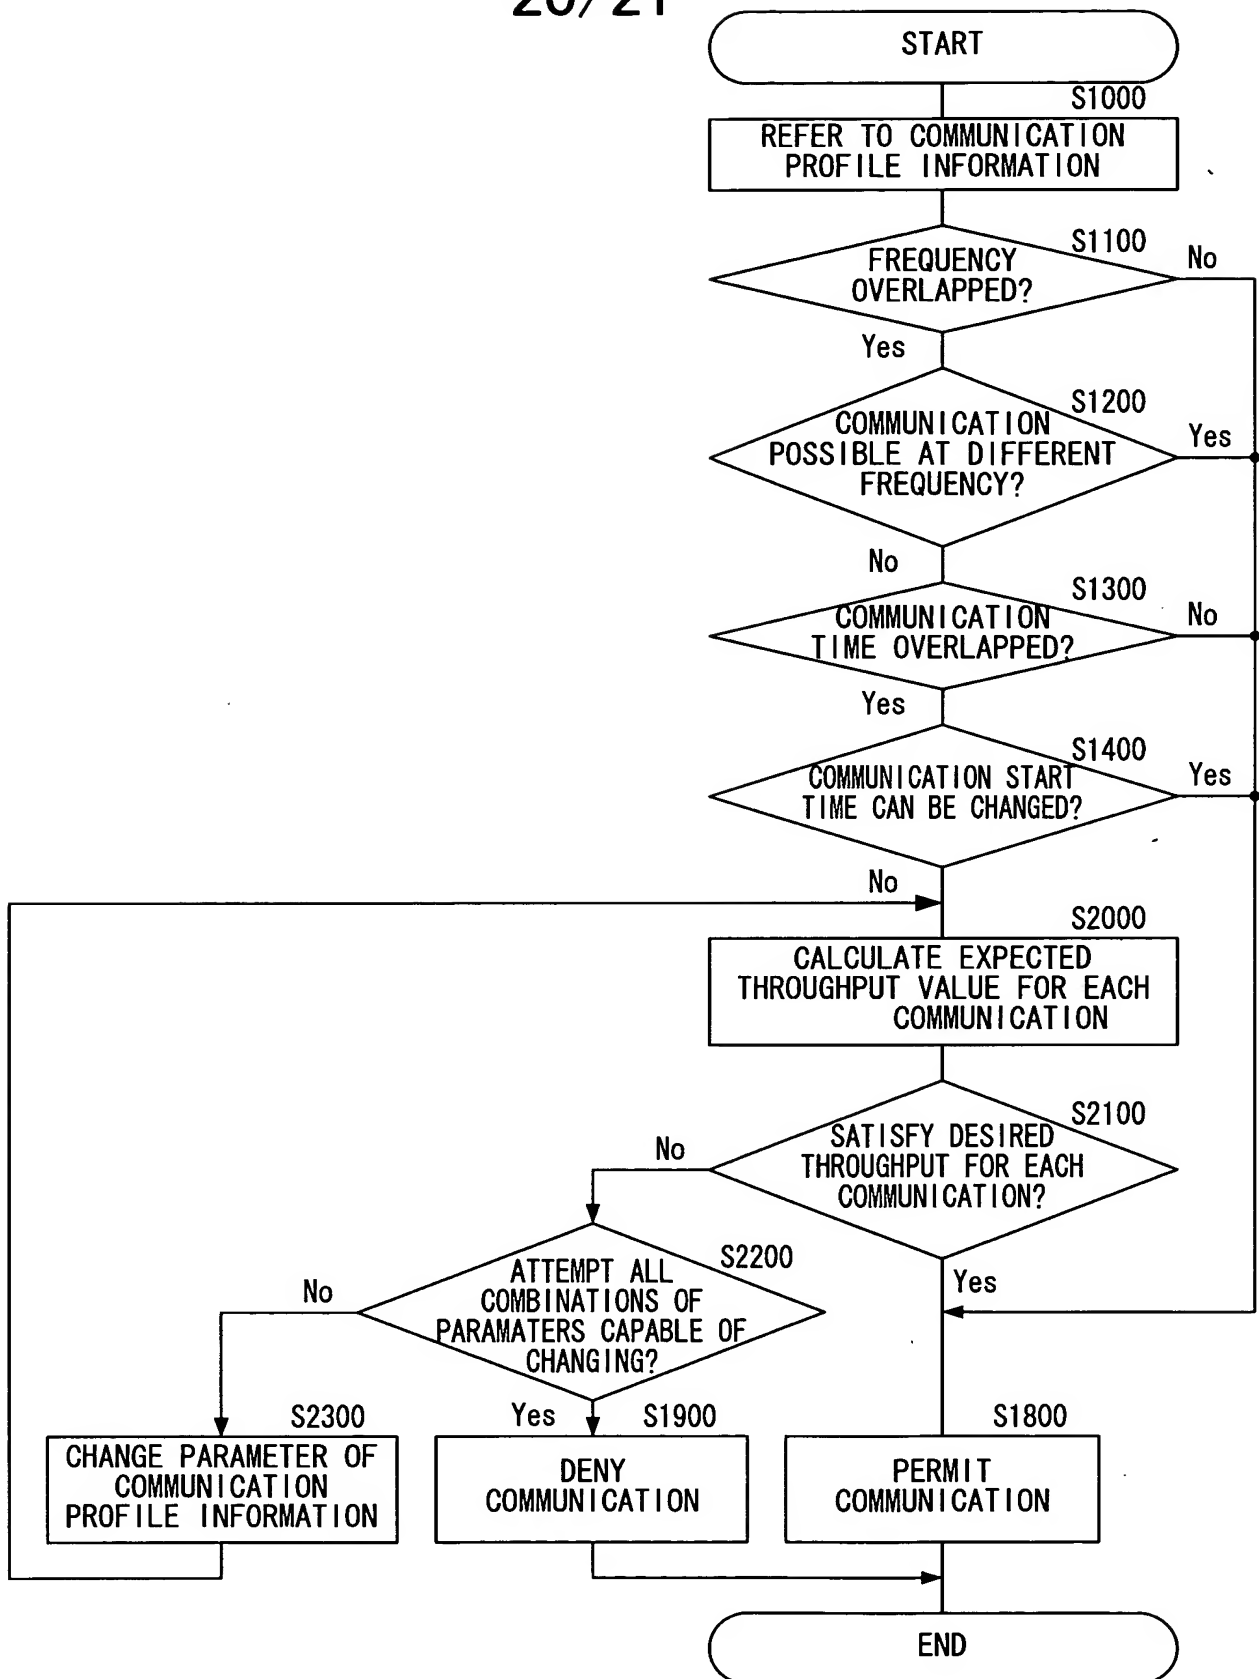 20/21
START
S1000
REFER TO COMMUNICATION
PROFILE INFORMATION
S1100
FREQUENCY
OVERLAPPED?
No
Yes
S1200
COMMUNICATION
POSSIBLE AT DIFFERENT
FREQUENCY?
Yes
No
S1300
COMMUNICATION
TIME OVERLAPPED?
No
Yes
S1400
COMMUNICATION START
TIME CAN BE CHANGED?
Yes
No
S2000
CALCULATE EXPECTED
THROUGHPUT VALUE FOR EACH
COMMUNICATION
S2100
SATISFY DESIRED
THROUGHPUT FOR EACH
COMMUNICATION?
No
Yes
S2200
ATTEMPT ALL
COMBINATIONS OF
PARAMATERS CAPABLE OF
CHANGING?
No
Yes
S2300
CHANGE PARAMETER OF
COMMUNICATION
PROFILE INFORMATION
S1900
DENY
COMMUNICATION
S1800
PERMIT
COMMUNICATION
END